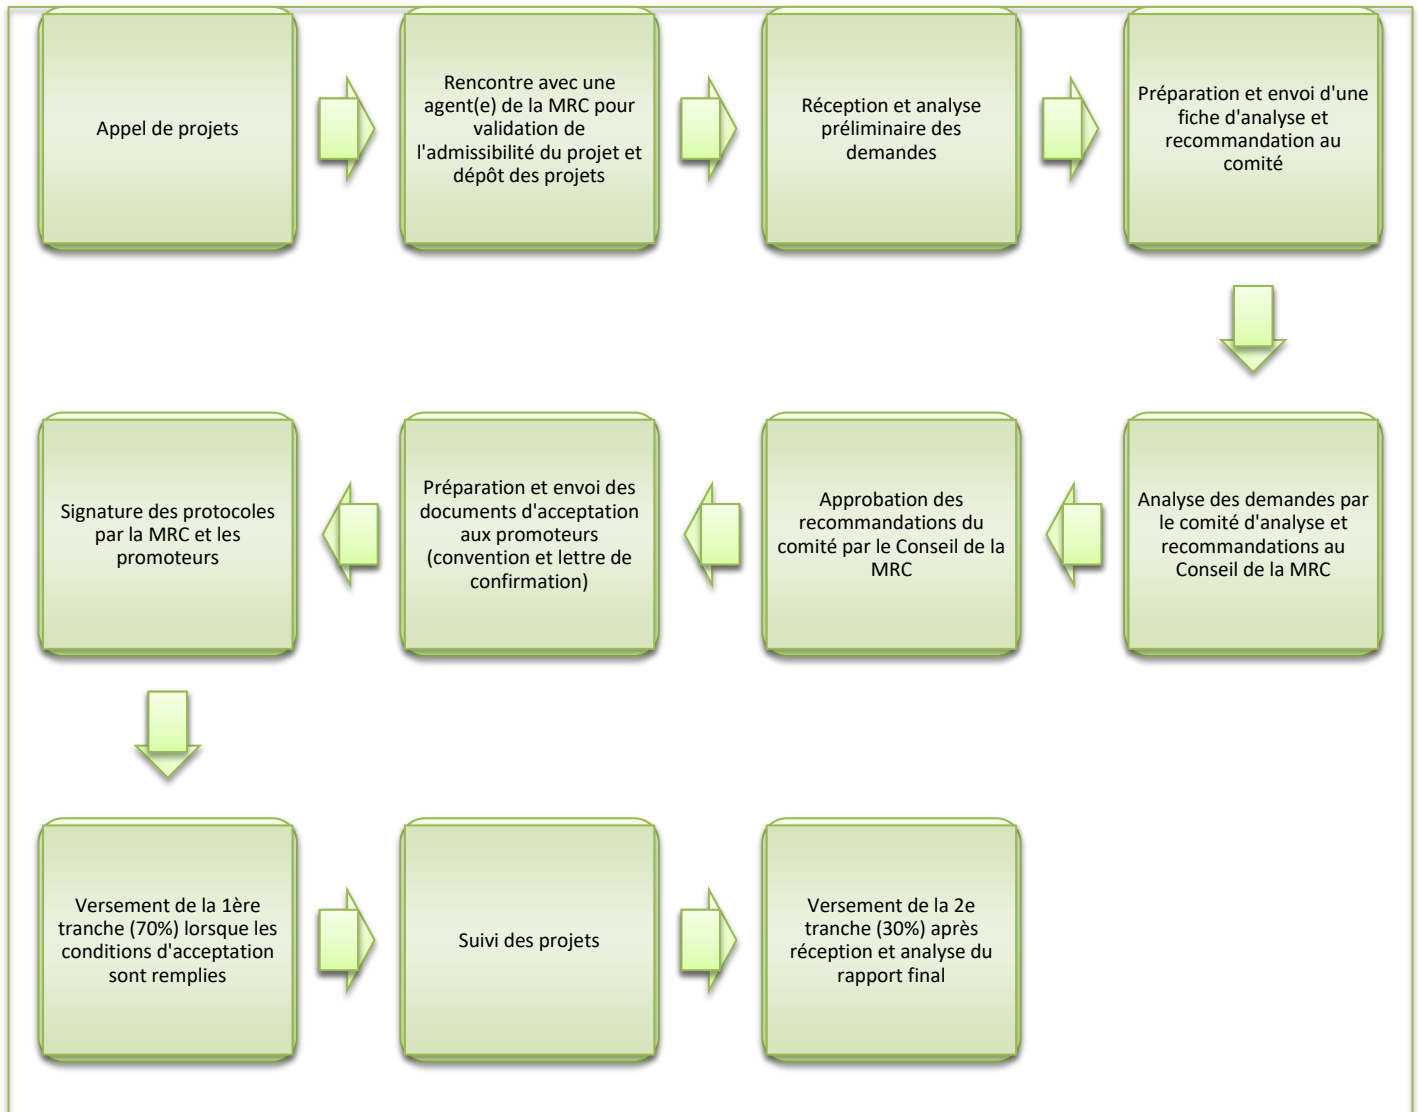 Appel de projets
Rencontre avec une
agent(e) de la MRC pour
validation de
l'admissibilité du projet et
dépôt des projets
Réception et analyse
préliminaire des
demandes
Préparation et envoi d'une
fiche d'analyse et
recommandation au
comité
Analyse des demandes par
le comité d'analyse et
recommandations au
Conseil de la MRC
Approbation des
recommandations du
comité par le Conseil de la
MRC
Préparation et envoi des
documents d'acceptation
aux promoteurs
(convention et lettre de
confirmation)
Signature des protocoles
par la MRC et les
promoteurs
Versement de la 1ère
tranche (70%) lorsque les
conditions d'acceptation
sont remplies
Suivi des projets
Versement de la 2e
tranche (30%) après
réception et analyse du
rapport final